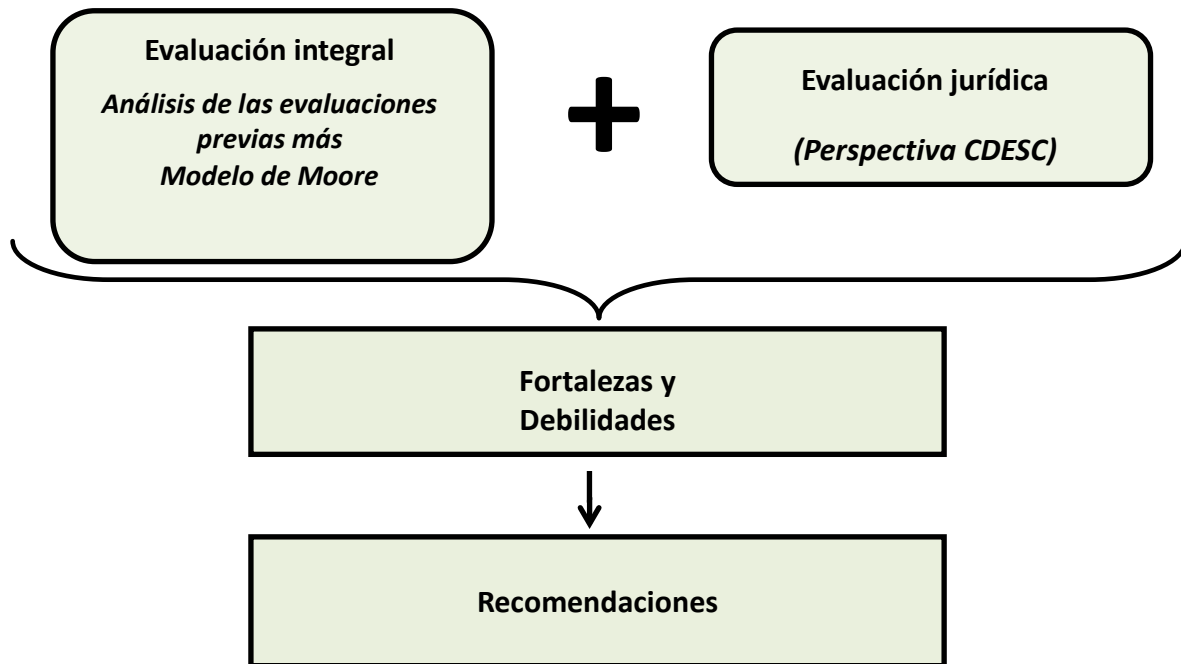 Evaluación integral
Análisis de las evaluaciones
previas más
Modelo de Moore
+
Evaluación jurídica
(Perspectiva CDESC)
Fortalezas y
Debilidades
Recomendaciones